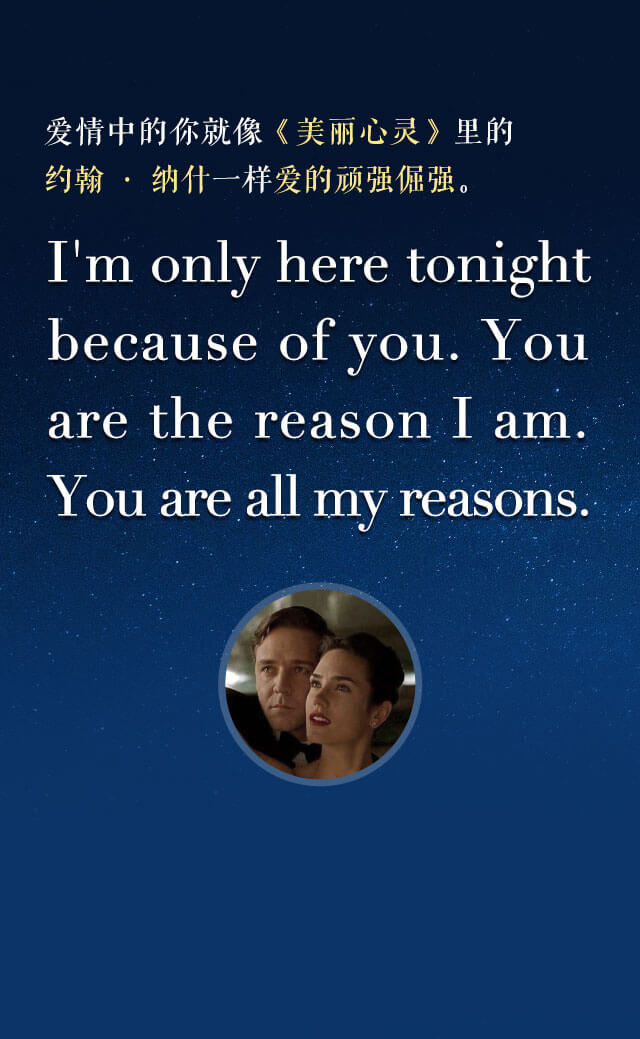 爱情中的你就像《美丽心灵》里的
约翰 · 纳什一样爱的顽强倔强。
I'm only here tonight
because of you. You
are the reason I am.
You are all my reasons.